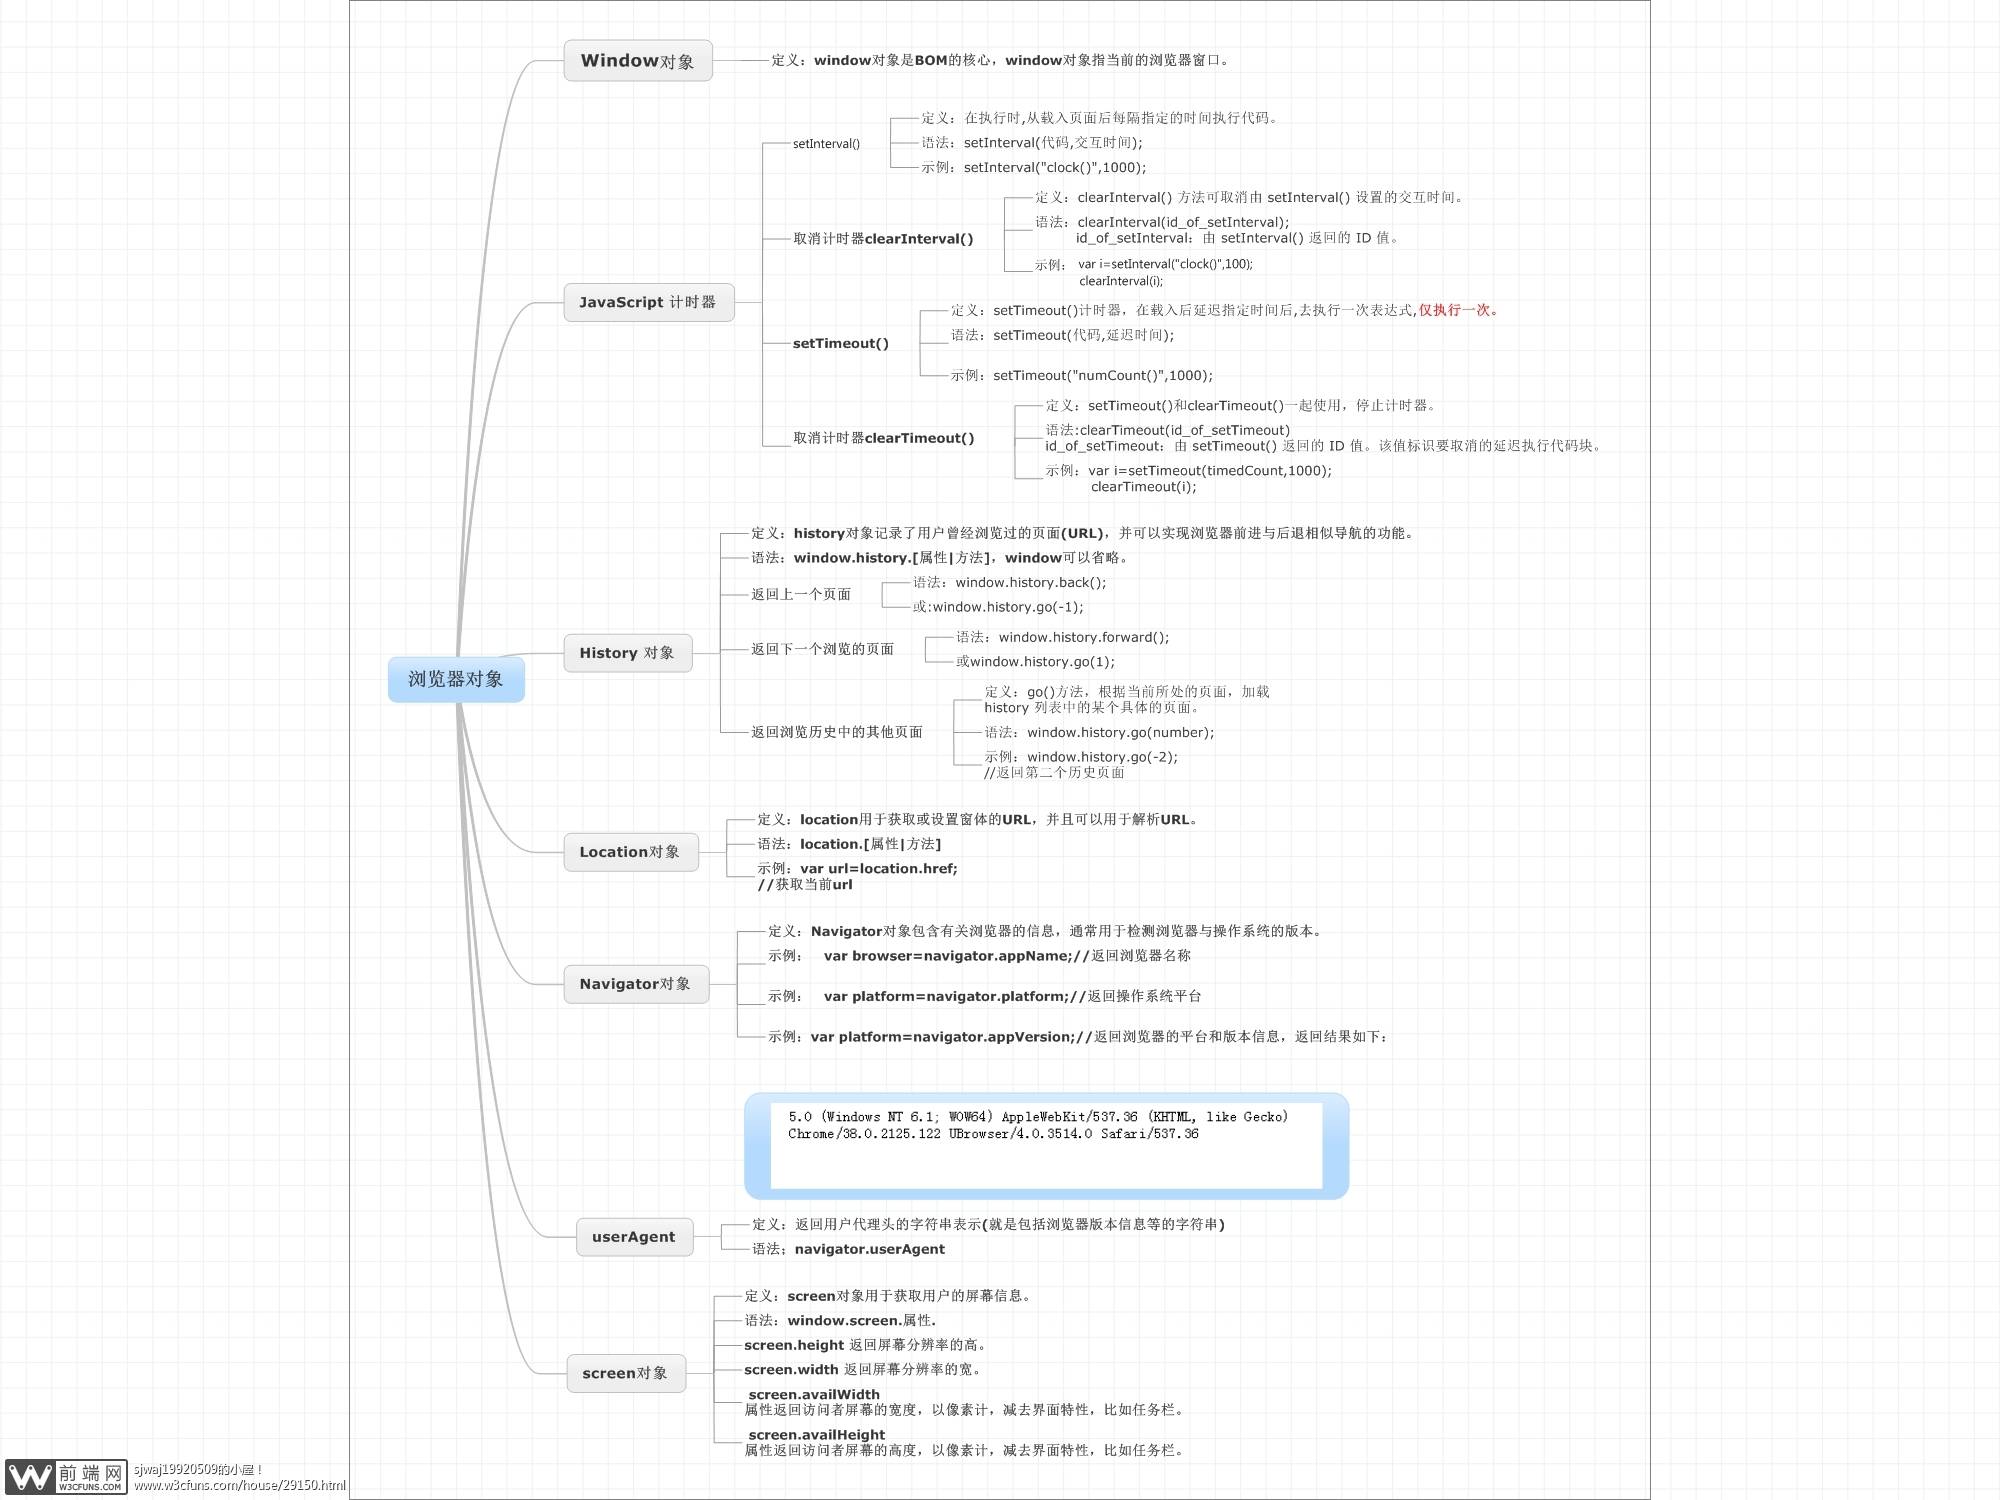 Window对象
定义：window对象是BOM的核心，window对象指当前的浏览器窗口。
JavaScript 计时器
setInterval()
定义：在执行时,从载入页面后每隔指定的时间执行代码。
语法：setInterval(代码,交互时间);
示例：setInterval("clock()",1000);
取消计时器clearInterval()
定义：clearInterval() 方法可取消由 setInterval() 设置的交互时间。
语法：clearInterval(id_of_setInterval);
id_of_setInterval：由 setInterval() 返回的 ID 值。
示例： var i=setInterval("clock()",100);
clearInterval(i);
setTimeout()
定义：setTimeout()计时器，在载入后延迟指定时间后,去执行一次表达式,仅执行一次。
语法：setTimeout(代码,延迟时间);
示例：setTimeout("numCount()",1000);
取消计时器clearTimeout()
定义：setTimeout()和clearTimeout()一起使用，停止计时器。
语法:clearTimeout(id_of_setTimeout)
id_of_setTimeout：由 setTimeout() 返回的 ID 值。该值标识要取消的延迟执行代码块。
示例：var i=setTimeout(timedCount,1000);
clearTimeout(i);
浏览器对象
History 对象
定义：history对象记录了用户曾经浏览过的页面(URL)，并可以实现浏览器前进与后退相似导航的功能。
语法：window.history.[属性|方法]，window可以省略。
返回上一个页面
语法：window.history.back();
或:window.history.go(-1);
返回下一个浏览的页面
语法：window.history.forward();
或window.history.go(1);
返回浏览历史中的其他页面
定义：go()方法，根据当前所处的页面，加载
history 列表中的某个具体的页面。
语法：window.history.go(number);
示例：window.history.go(-2);
//返回第二个历史页面
Location对象
定义：location用于获取或设置窗体的URL，并且可以用于解析URL。
语法：location.[属性|方法]
示例：var url=location.href;
//获取当前url
Navigator对象
定义：Navigator对象包含有关浏览器的信息，通常用于检测浏览器与操作系统的版本。
示例： var browser=navigator.appName;//返回浏览器名称
示例： var platform=navigator.platform;//返回操作系统平台
示例：var platform=navigator.appVersion;//返回浏览器的平台和版本信息，返回结果如下：
5.0 (Windows NT 6.1; WOW64) AppleWebKit/537.36 (KHTML, like Gecko)
Chrome/38.0.2125.122 UBrowser/4.0.3514.0 Safari/537.36
userAgent
定义：返回用户代理头的字符串表示(就是包括浏览器版本信息等的字符串)
语法；navigator.userAgent
screen对象
定义：screen对象用于获取用户的屏幕信息。
语法：window.screen.属性.
screen.height 返回屏幕分辨率的高。
screen.width 返回屏幕分辨率的宽。
screen.availWidth
属性返回访问者屏幕的宽度，以像素计，减去界面特性，比如任务栏。
screen.availHeight
属性返回访问者屏幕的高度，以像素计，减去界面特性，比如任务栏。
前端网
W3CFUNS.COM
sjwaj19920509的小屋！
www.w3cfuns.com/house/29150.html